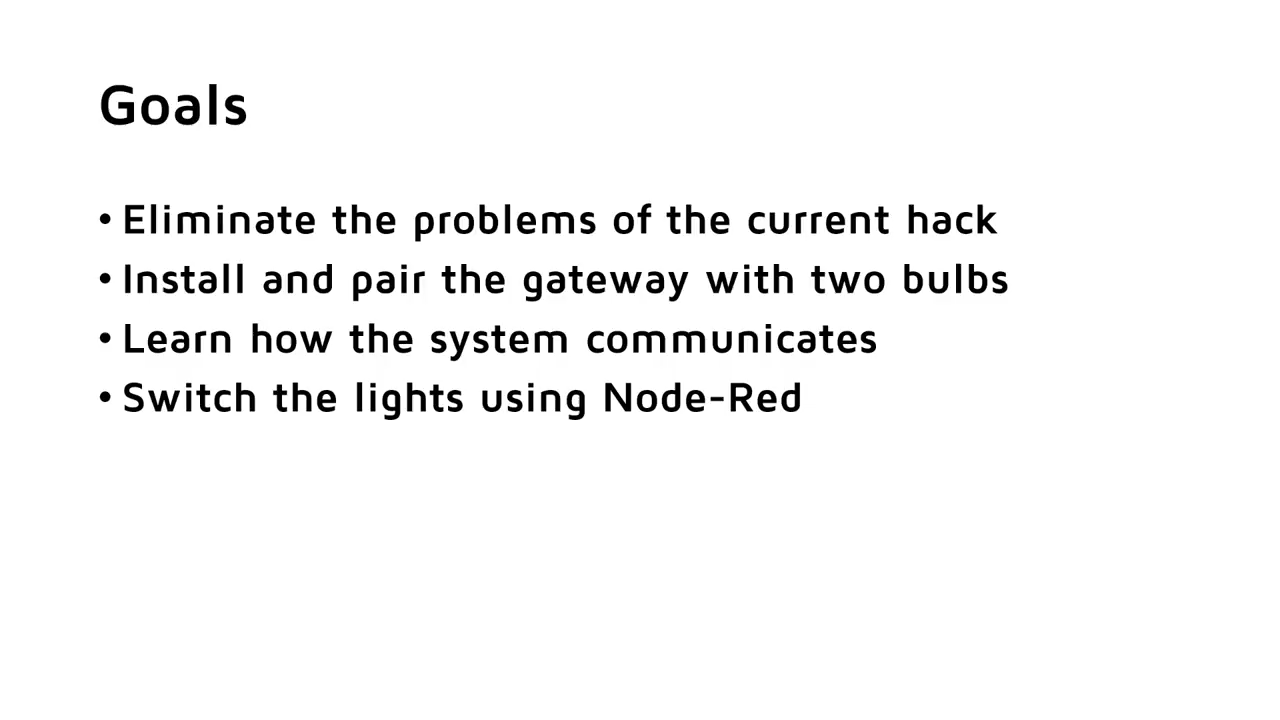 Goals
• Eliminate the problems of the current hack
• Install and pair the gateway with two bulbs
• Learn how the system communicates
• Switch the lights using Node-Red